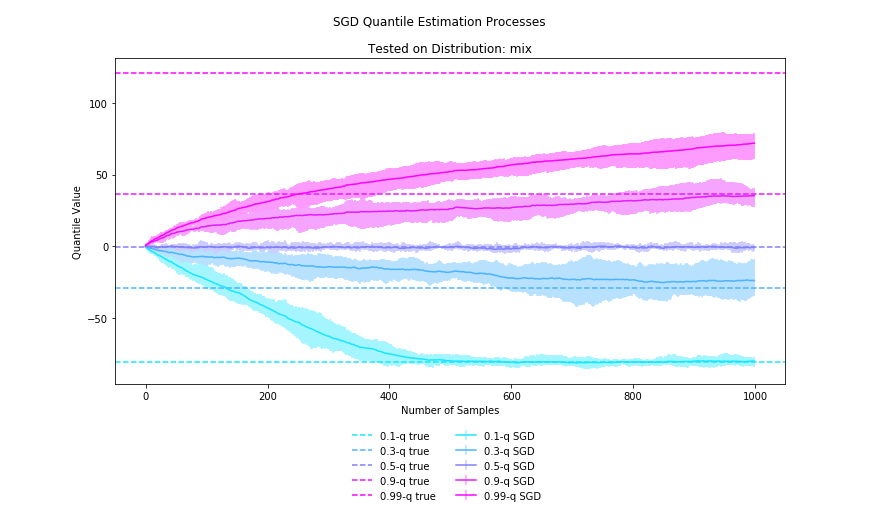 SGD Quantile Estimation Processes
Tested on Distribution: mix
100
50
0
−50
Quantile Value
0 200 400 600 800 1000
Number of Samples
0.1-q true 0.1-q SGD
0.3-q true 0.3-q SGD
0.5-q true 0.5-q SGD
0.9-q true 0.9-q SGD
0.99-q true 0.99-q SGD